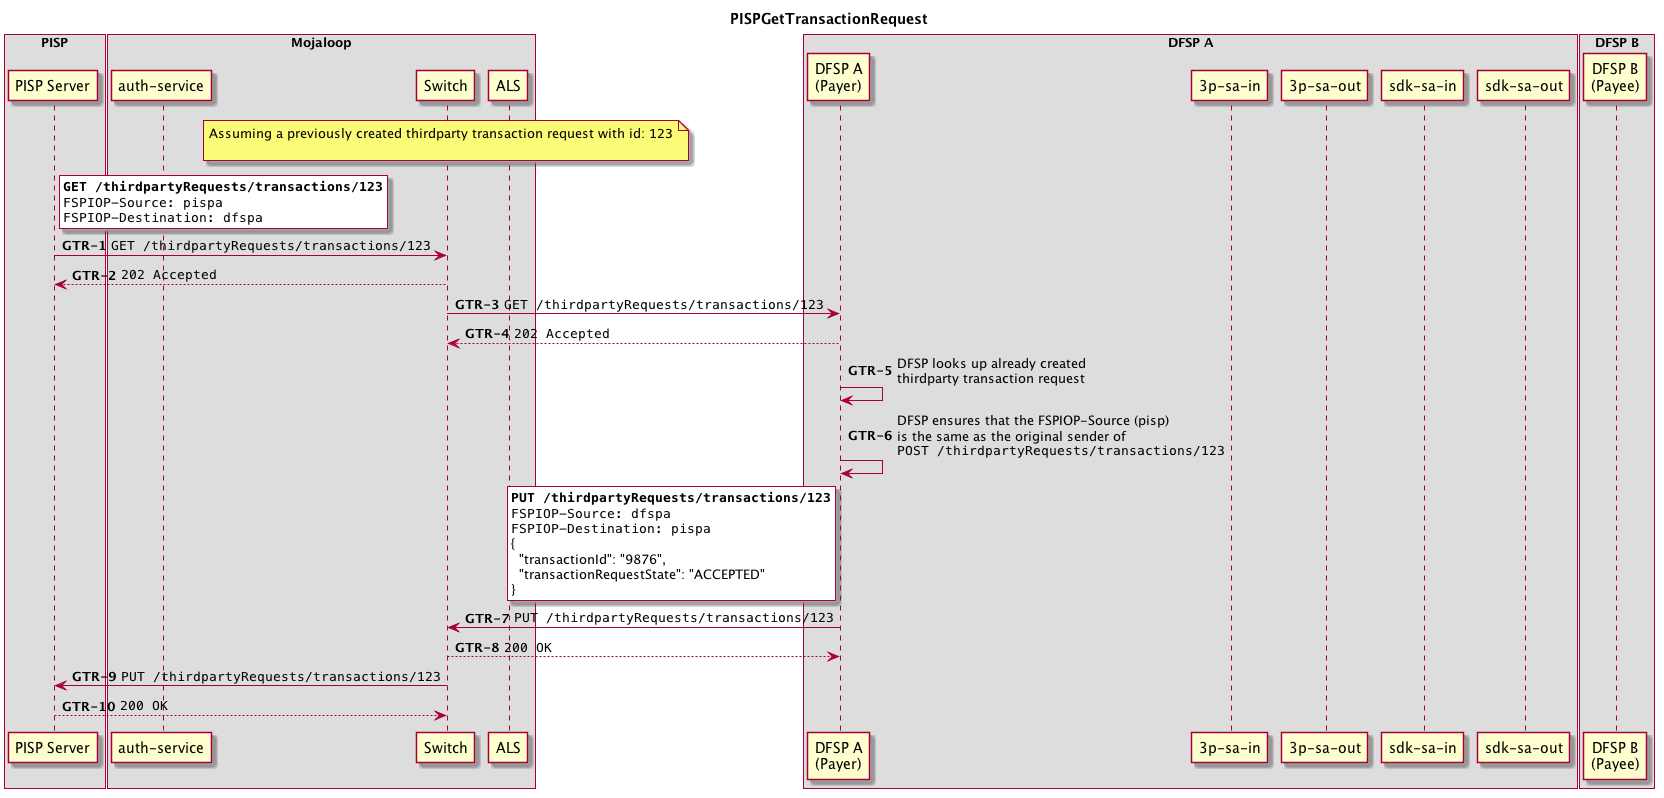 PISPGetTransactionRequest
PISP
Mojaloop
DFSP A
DFSP B
PISP Server
auth-service
Switch
ALS
DFSP A
(Payer)
3p-sa-in
3p-sa-out
sdk-sa-in
sdk-sa-out
DFSP B
(Payee)
Assuming a previously created thirdparty transaction request with id: 123
GET /thirdpartyRequests/transactions/123
FSPIOP-Source: pispa
FSPIOP-Destination: dfspa
GTR-1 GET /thirdpartyRequests/transactions/123
GTR-2 202 Accepted
GTR-3 GET /thirdpartyRequests/transactions/123
GTR-4 202 Accepted
GTR-5 DFSP looks up already created
thirdparty transaction request
DFSP ensures that the FSPIOP-Source (pisp)
GTR-6 is the same as the original sender of
POST /thirdpartyRequests/transactions/123
PUT /thirdpartyRequests/transactions/123
FSPIOP-Source: dfspa
FSPIOP-Destination: pispa
{
"transactionId": "9876",
"transactionRequestState": "ACCEPTED"
}
GTR-7 PUT /thirdpartyRequests/transactions/123
GTR-8 200 OK
GTR-9 PUT /thirdpartyRequests/transactions/123
GTR-10 200 OK
PISP Server
auth-service
Switch
ALS
DFSP A
(Payer)
3p-sa-in
3p-sa-out
sdk-sa-in
sdk-sa-out
DFSP B
(Payee)